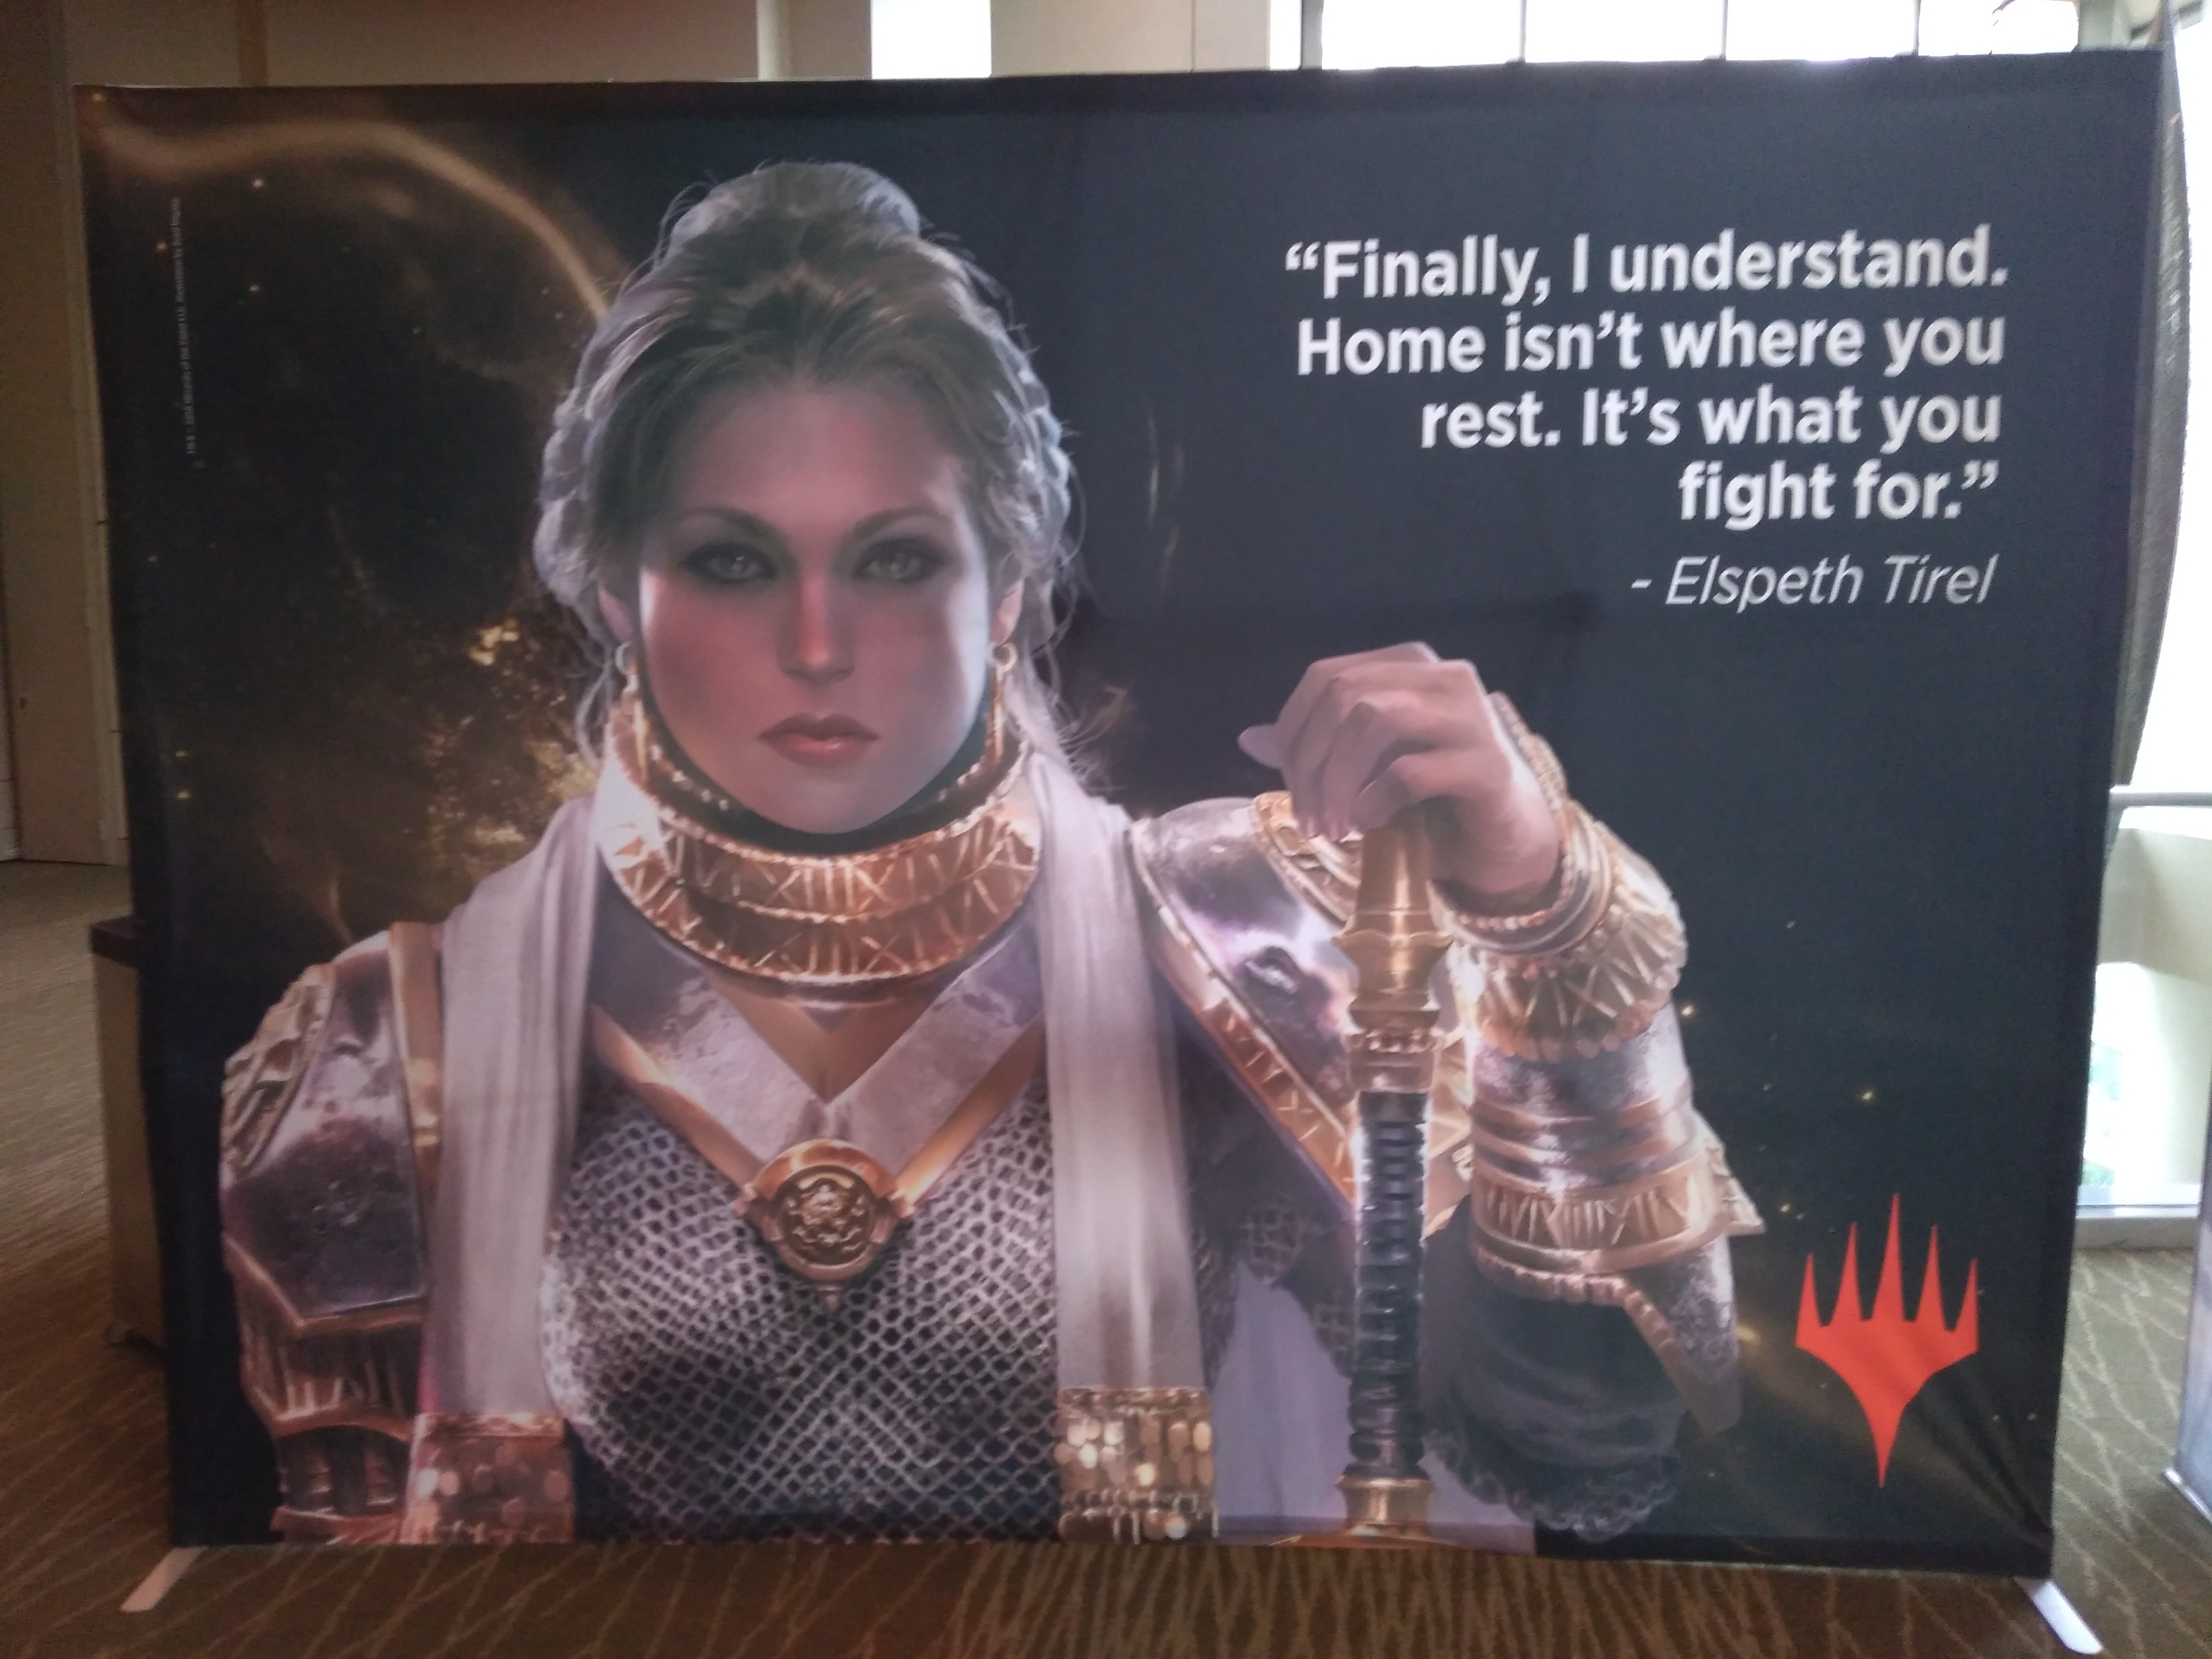 “Finally, I understand.
Home isn’t where you
rest. It’s what you
fight for.”
- Elspeth Tirel